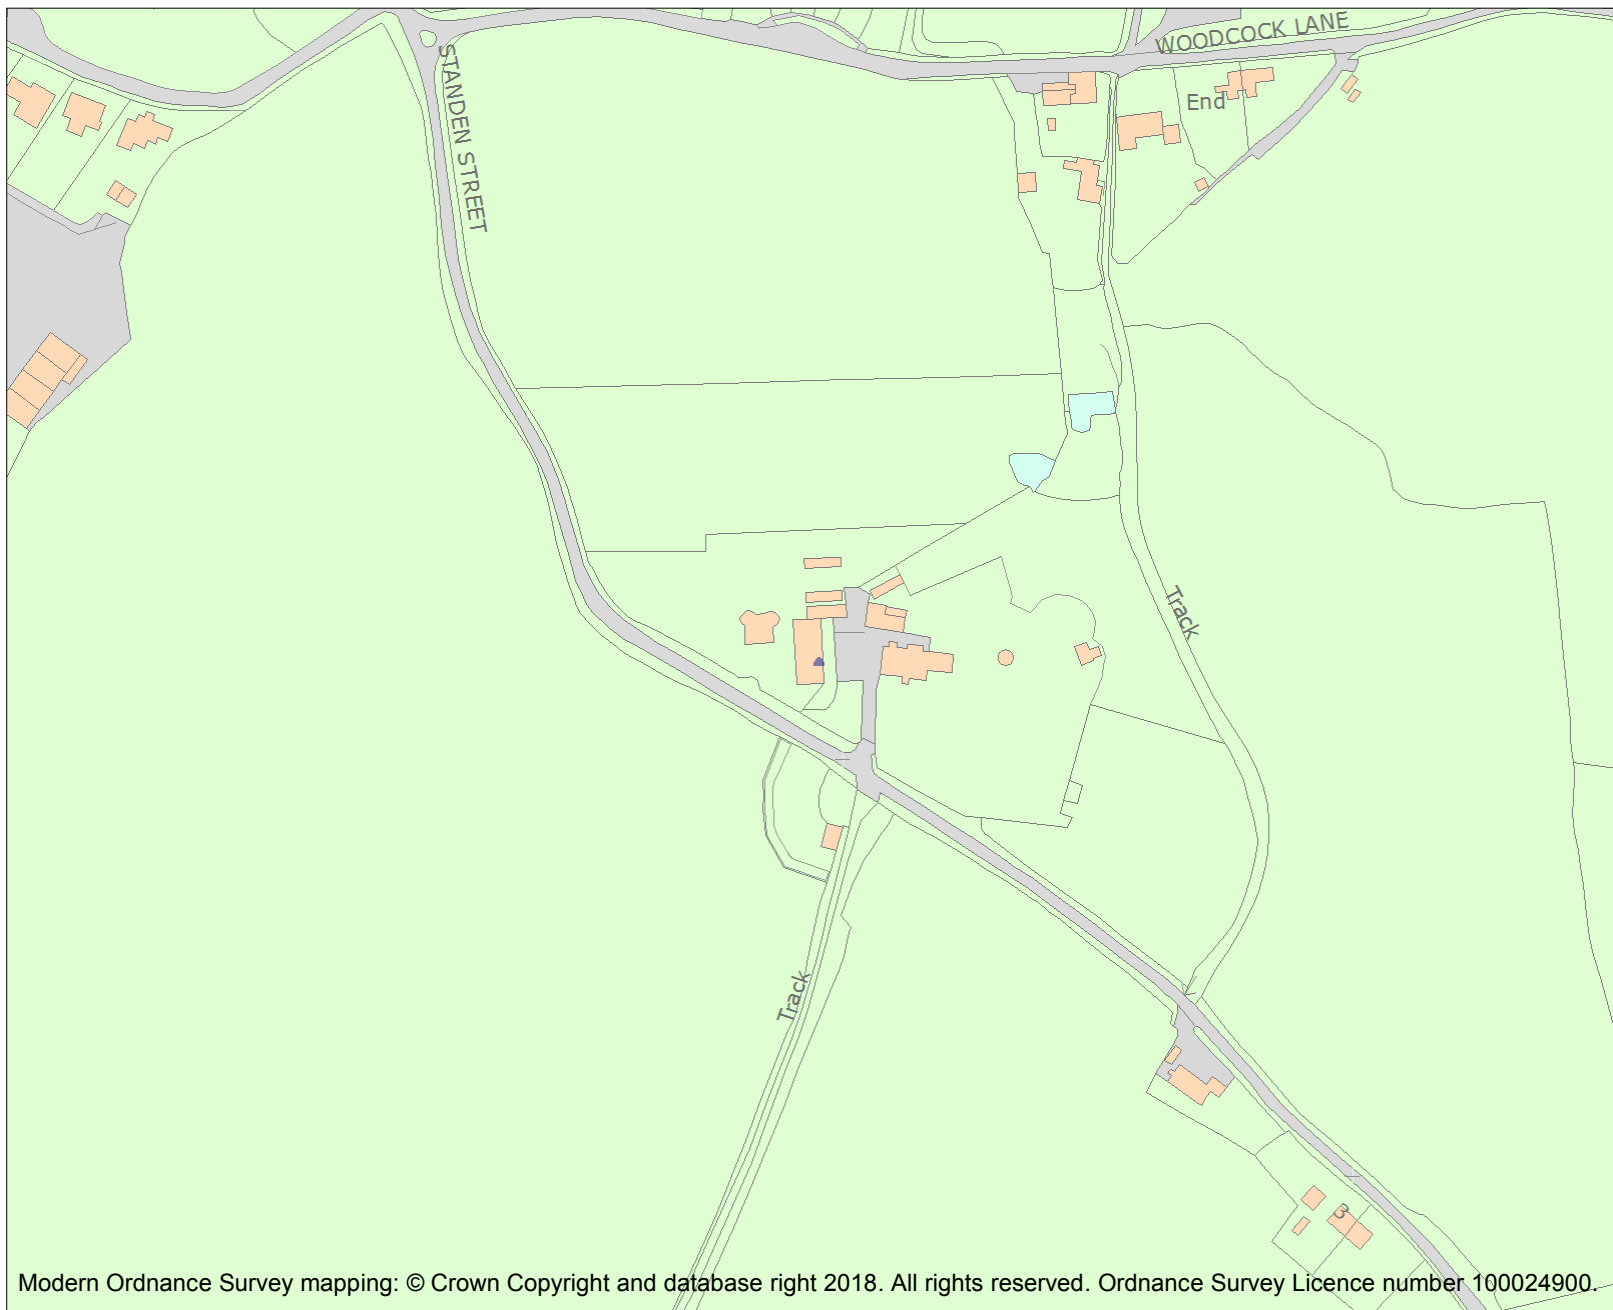 WOODCOCK LANE
STANDEN STREET
End
Track
Track
3
Modern Ordnance Survey mapping: © Crown Copyright and database right 2018. All rights reserved. Ordnance Survey Licence number 100024900.